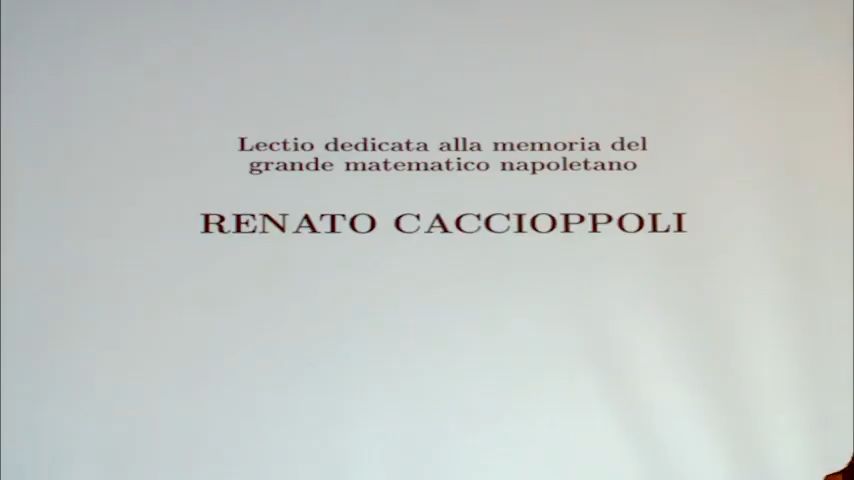 Lectio dedicata alla memoria del
grande matematico napoletano
RENATO CACCIOPPOLI